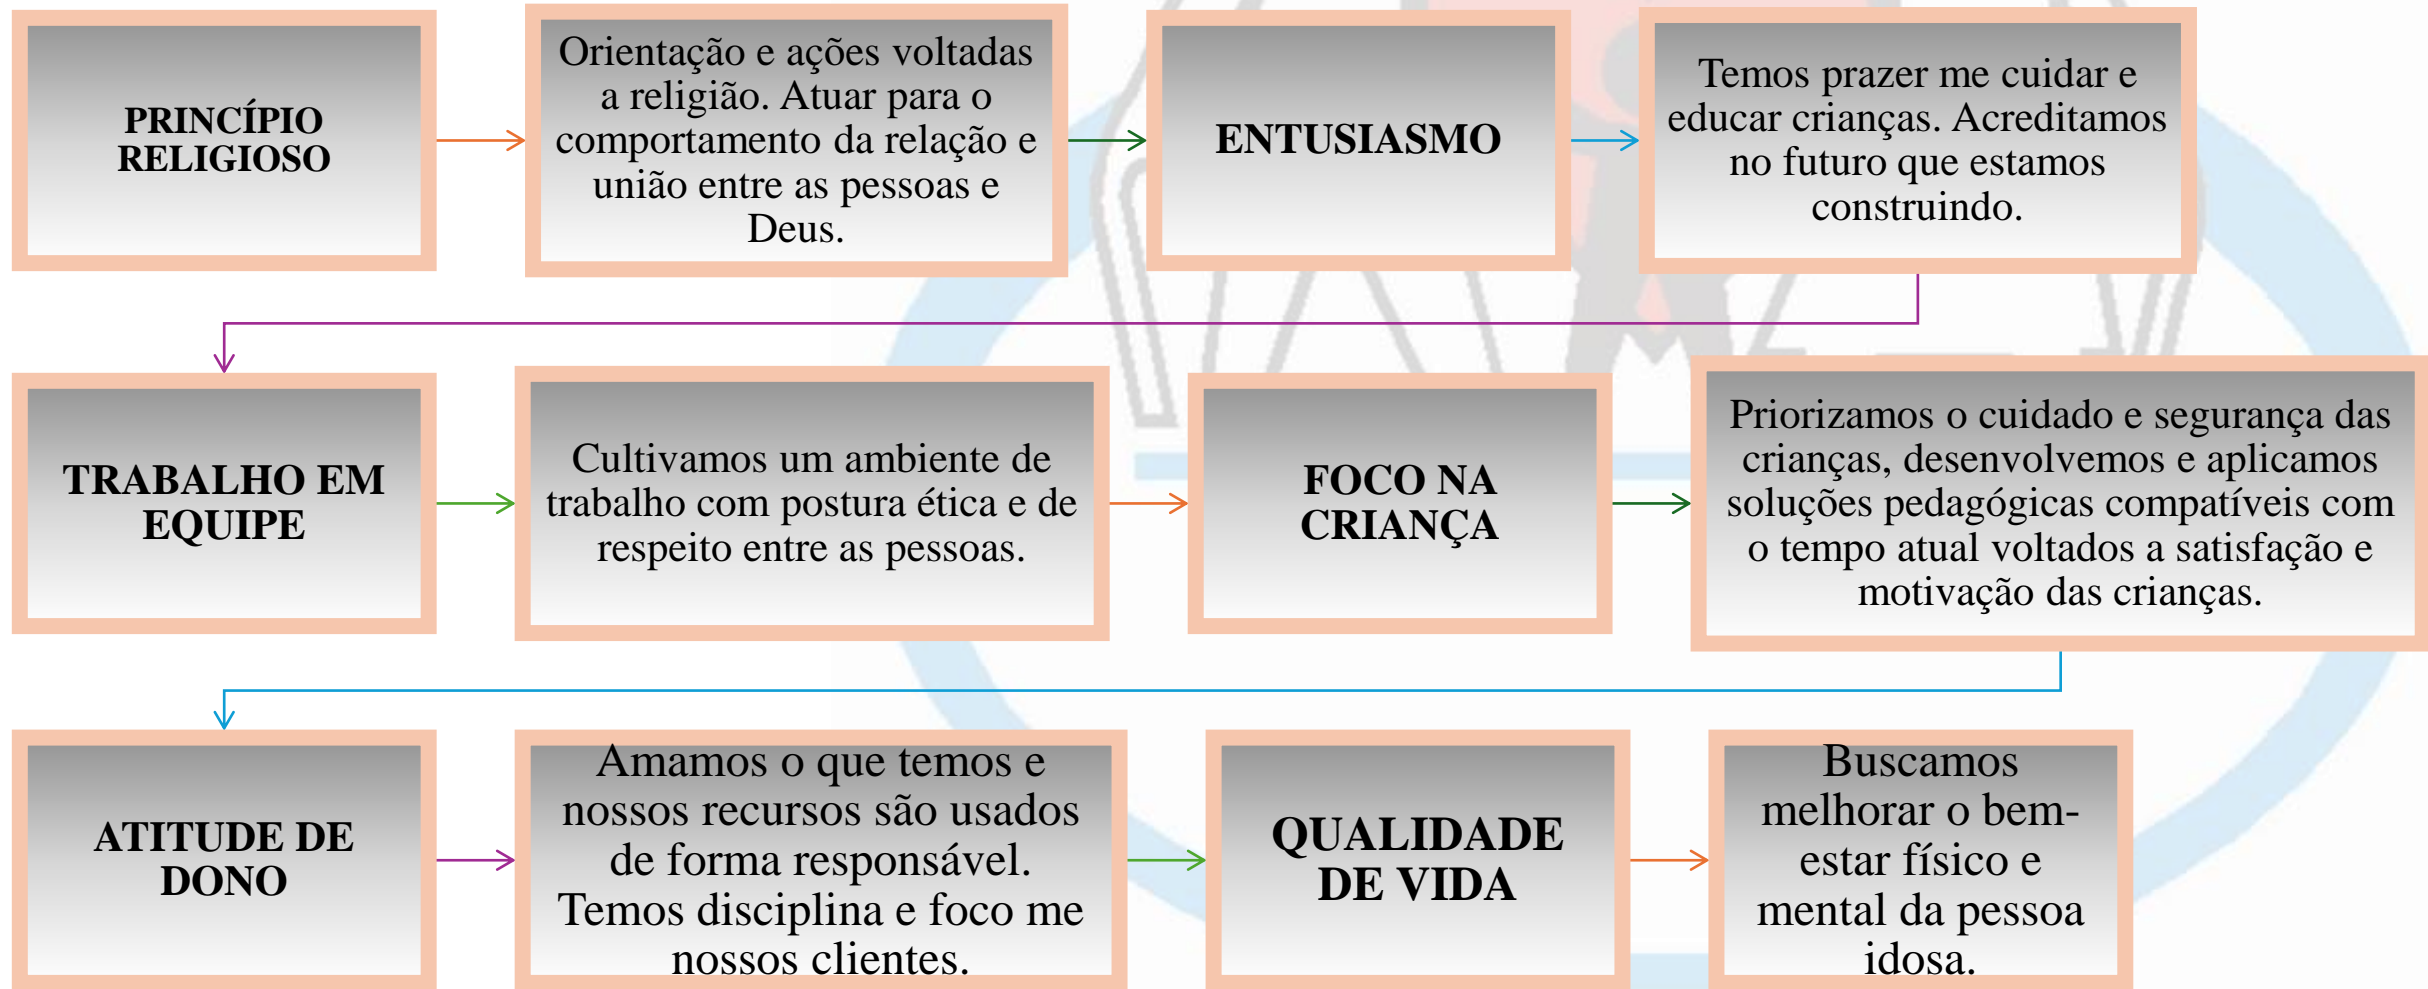 PRINCÍPIO
RELIGIOSO
Orientação e ações voltadas
a religião. Atuar para o
comportamento da relação e
união entre as pessoas e
Deus.
ENTUSIASMO
Temos prazer me cuidar e
educar crianças. Acreditamos
no futuro que estamos
construindo.
TRABALHO EM
EQUIPE
Cultivamos um ambiente de
trabalho com postura ética e de
respeito entre as pessoas.
FOCO NA
CRIANÇA
Priorizamos o cuidado e segurança das
crianças, desenvolvemos e aplicamos
soluções pedagógicas compatíveis com
o tempo atual voltados a satisfação e
motivação das crianças.
ATITUDE DE
DONO
Amamos o que temos e
nossos recursos são usados
de forma responsável.
Temos disciplina e foco me
nossos clientes.
QUALIDADE
DE VIDA
Buscamos
melhorar o bem-
estar físico e
mental da pessoa
idosa.